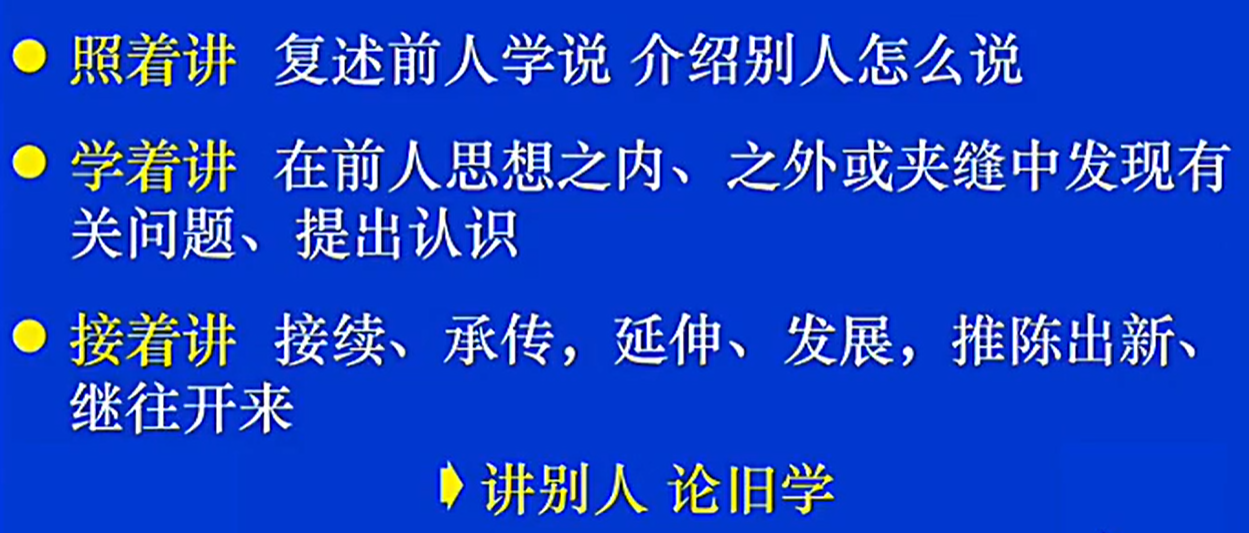 照着讲 复述前人学说 介绍别人怎么说
学着讲 在前人思想之内、之外或夹缝中发现有
关问题、提出认识
接着讲 接续、承传，延伸、发展，推陈出新、
继往开来
讲别人 论旧学